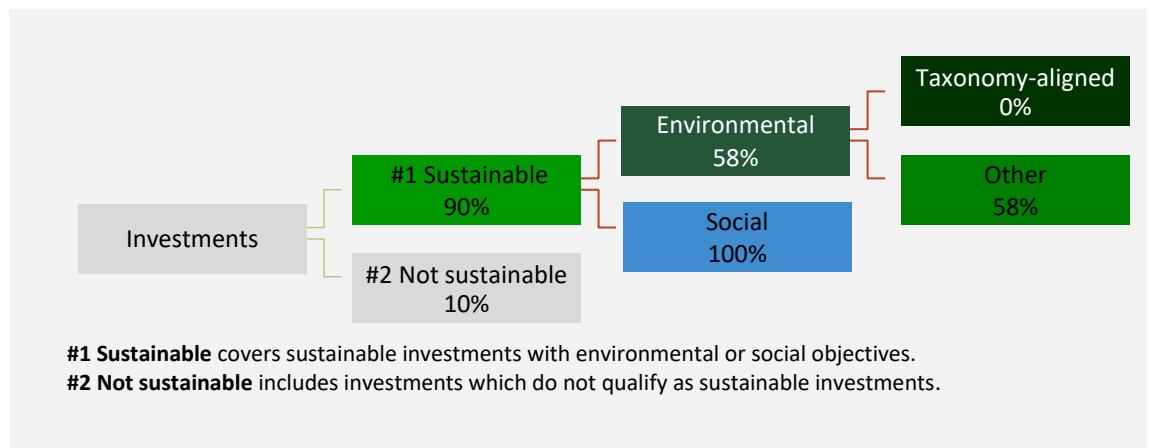 Taxonomy-aligned
0%
Environmental
58%
#1 Sustainable
90%
Other
58%
Investments
Social
100%
#2 Not sustainable
10%
#1 Sustainable covers sustainable investments with environmental or social objectives.
#2 Not sustainable includes investments which do not qualify as sustainable investments.